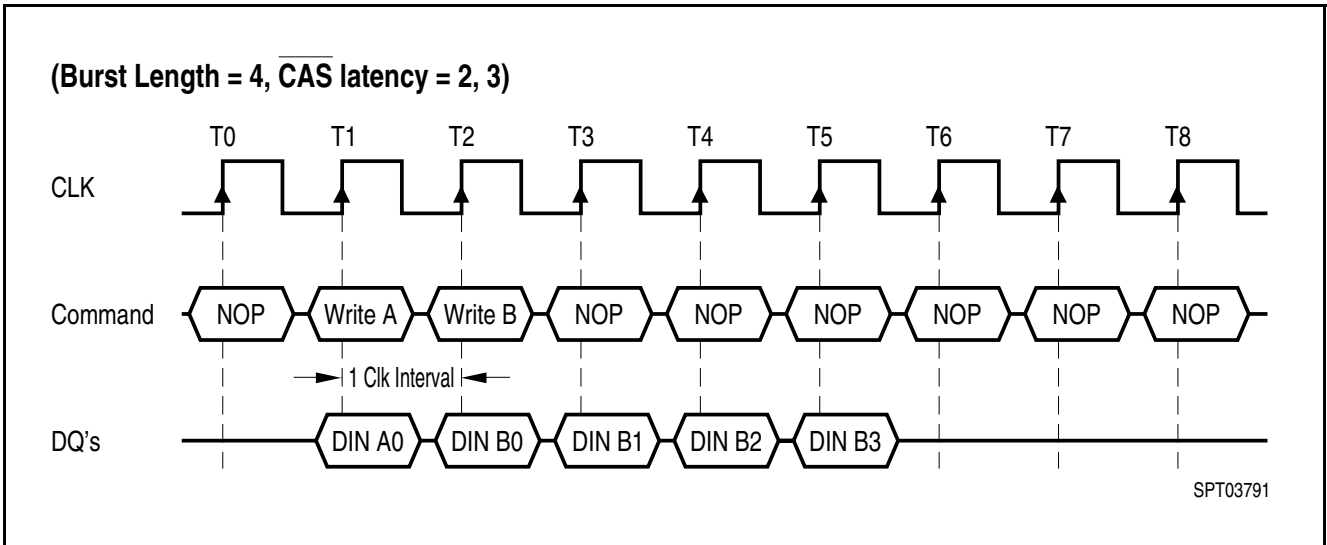 (Burst Length = 4, C̅A̅S̅ latency = 2, 3)
T0 T1 T2 T3 T4 T5 T6 T7 T8
CLK
Command NOP Write A Write B NOP NOP NOP NOP NOP NOP
1 Clk Interval
DQ's DIN A0 DIN B0 DIN B1 DIN B2 DIN B3
SPT03791